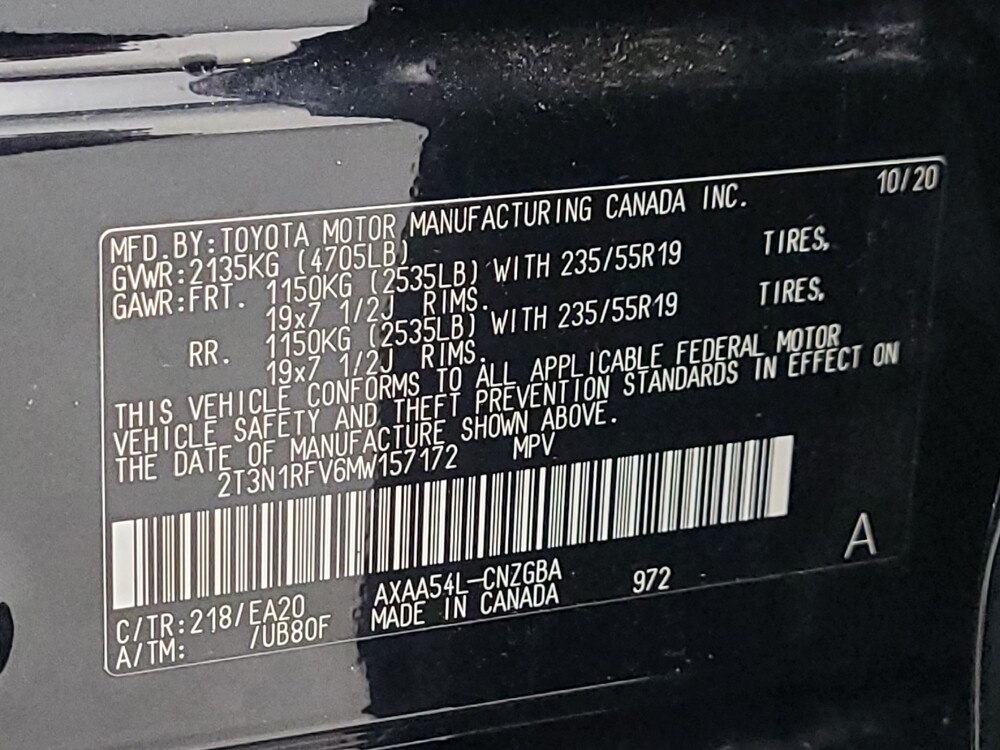 10/20
MFD.BY:TOYOTA MOTOR MANUFACTURING CANADA INC.
GVWR:2135KG (4705LB)
GAWR:FRT. 1150KG (2535LB) WITH 235/55R19 TIRES,
19x7 1/2J RIMS.
RR. 1150KG (2535LB) WITH 235/55R19 TIRES,
19x7 1/2J RIMS.
THIS VEHICLE CONFORMS TO ALL APPLICABLE FEDERAL MOTOR
VEHICLE SAFETY AND THEFT PREVENTION STANDARDS IN EFFECT ON
THE DATE OF MANUFACTURE SHOWN ABOVE.
2T3N1RFV6MW157172 MPV
A
AXAA54L-CNZGBA 972
C/TR:218/EA20 MADE IN CANADA
A/TM: /UB80F